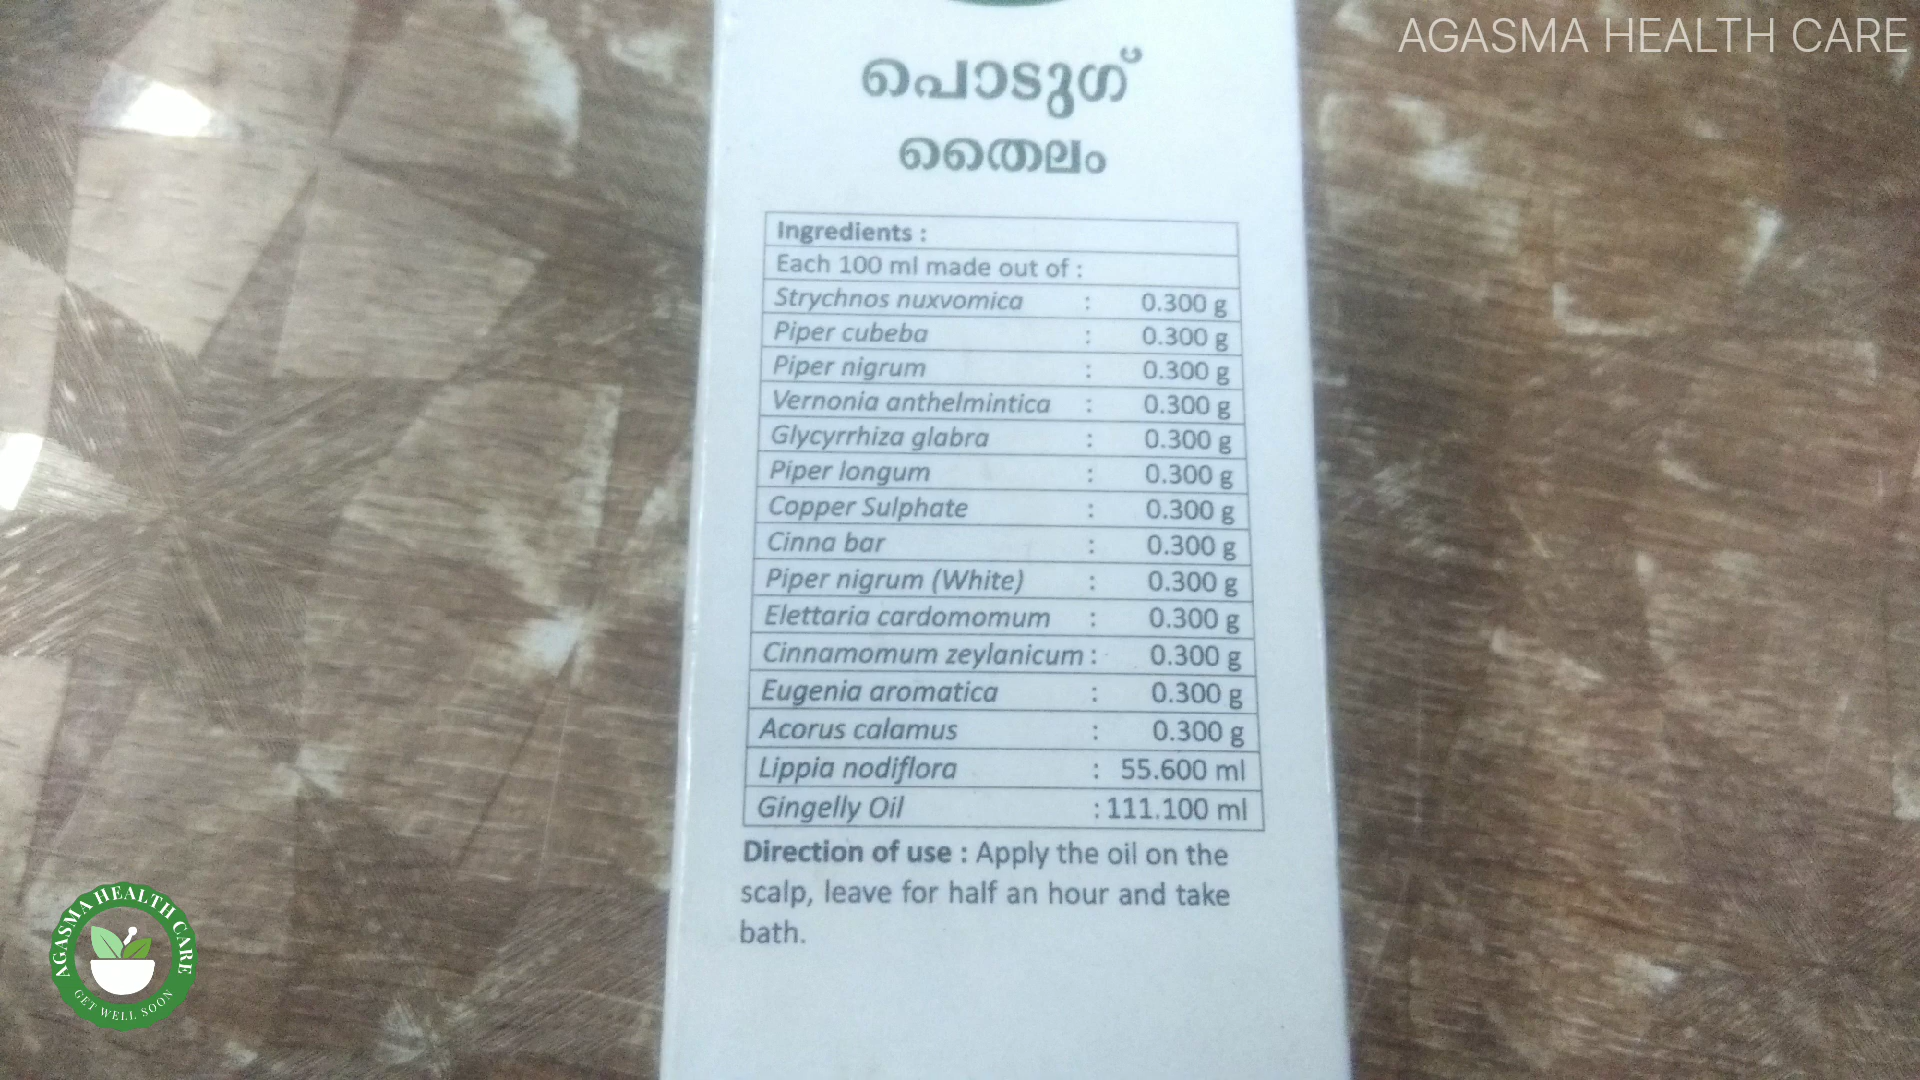 AGASMA HEALTH CARE
പൊടുഗ്
തൈലം
Ingredients :
Each 100 ml made out of :
Strychnos nuxvomica : 0.300 g
Piper cubeba : 0.300 g
Piper nigrum : 0.300 g
Vernonia anthelmintica : 0.300 g
Glycyrrhiza glabra : 0.300 g
Piper longum : 0.300 g
Copper Sulphate : 0.300 g
Cinna bar : 0.300 g
Piper nigrum (White) : 0.300 g
Elettaria cardomomum : 0.300 g
Cinnamomum zeylanicum : 0.300 g
Eugenia aromatica : 0.300 g
Acorus calamus : 0.300 g
Lippia nodiflora : 55.600 ml
Gingelly Oil : 111.100 ml
Direction of use : Apply the oil on the
scalp, leave for half an hour and take
bath.
AGASMA HEALTH CARE
GET WELL SOON